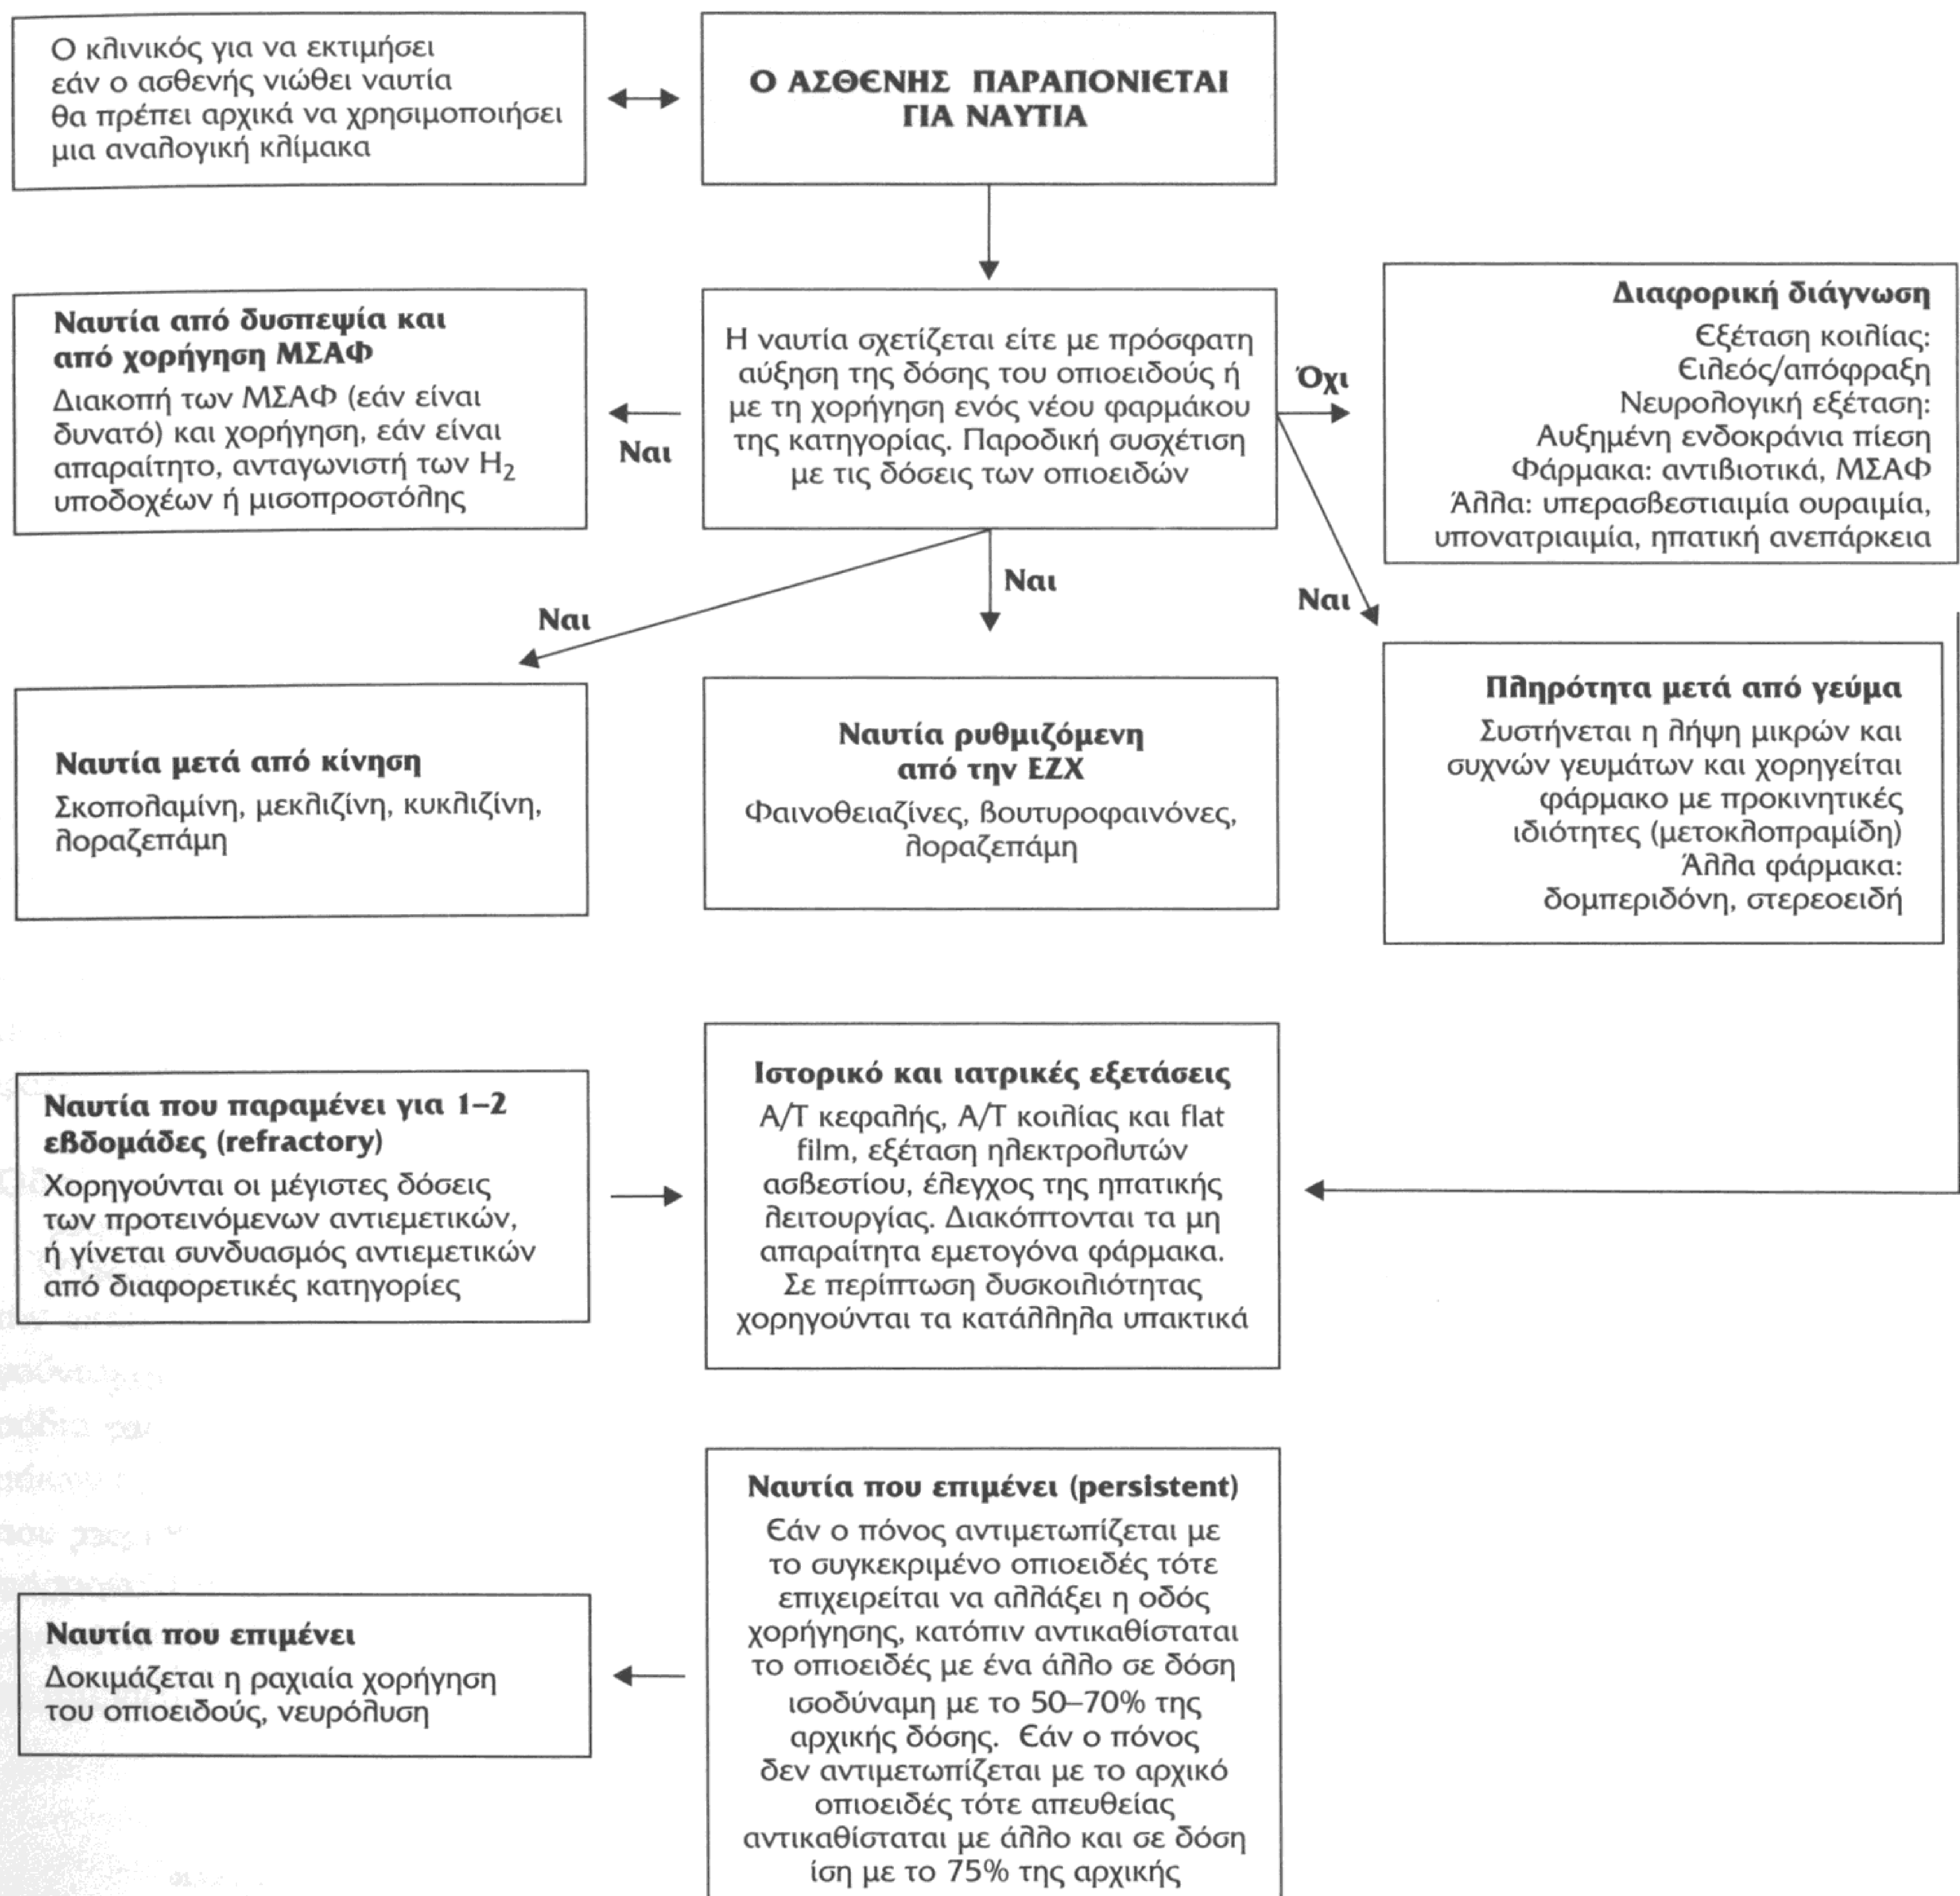 Ο κλινικός για να εκτιμήσει
εάν ο ασθενής νιώθει ναυτία
θα πρέπει αρχικά να χρησιμοποιήσει
μια αναλογική κλίμακα
Ο ΑΣΘΕΝΗΣ ΠΑΡΑΠΟΝΙΕΤΑΙ
ΓΙΑ ΝΑΥΤΙΑ
Ναυτία από δυσπεψία και
από χορήγηση ΜΣΑΦ
Διακοπή των ΜΣΑΦ (εάν είναι
δυνατό) και χορήγηση, εάν είναι
απαραίτητο, ανταγωνιστή των H₂
υποδοχέων ή μισοπροστόλης
Ναι
Η ναυτία σχετίζεται είτε με πρόσφατη
αύξηση της δόσης του οπιοειδούς ή
με τη χορήγηση ενός νέου φαρμάκου
της κατηγορίας. Παροδική συσχέτιση
με τις δόσεις των οπιοειδών
Όχι
Διαφορική διάγνωση
Εξέταση κοιλίας:
Ειλεός/απόφραξη
Νευρολογική εξέταση:
Αυξημένη ενδοκράνια πίεση
Φάρμακα: αντιβιοτικά, ΜΣΑΦ
Άλλα: υπερασβεστιαιμία ουραιμία,
υπονατριαιμία, ηπατική ανεπάρκεια
Ναι
Ναι
Ναι
Ναυτία μετά από κίνηση
Σκοπολαμίνη, μεκλιζίνη, κυκλιζίνη,
λοραζεπάμη
Ναυτία ρυθμιζόμενη
από την ΕΖΧ
Φαινοθειαζίνες, βουτυροφαινόνες,
λοραζεπάμη
Πληρότητα μετά από γεύμα
Συστήνεται η λήψη μικρών και
συχνών γευμάτων και χορηγείται
φάρμακο με προκινητικές
ιδιότητες (μετοκλοπραμίδη)
Άλλα φάρμακα:
δομπεριδόνη, στερεοειδή
Ναυτία που παραμένει για 1–2
εβδομάδες (refractory)
Χορηγούνται οι μέγιστες δόσεις
των προτεινόμενων αντιεμετικών,
ή γίνεται συνδυασμός αντιεμετικών
από διαφορετικές κατηγορίες
Ιστορικό και ιατρικές εξετάσεις
Α/Τ κεφαλής, Α/Τ κοιλίας και flat
film, εξέταση ηλεκτρολυτών
ασβεστίου, έλεγχος της ηπατικής
λειτουργίας. Διακόπτονται τα μη
απαραίτητα εμετογόνα φάρμακα.
Σε περίπτωση δυσκοιλιότητας
χορηγούνται τα κατάλληλα υπακτικά
Ναυτία που επιμένει (persistent)
Εάν ο πόνος αντιμετωπίζεται με
το συγκεκριμένο οπιοειδές τότε
επιχειρείται να αλλάξει η οδός
χορήγησης, κατόπιν αντικαθίσταται
το οπιοειδές με ένα άλλο σε δόση
ισοδύναμη με το 50–70% της
αρχικής δόσης. Εάν ο πόνος
δεν αντιμετωπίζεται με το αρχικό
οπιοειδές τότε απευθείας
αντικαθίσταται με άλλο και σε δόση
ίση με το 75% της αρχικής
Ναυτία που επιμένει
Δοκιμάζεται η ραχιαία χορήγηση
του οπιοειδούς, νευρόλυση